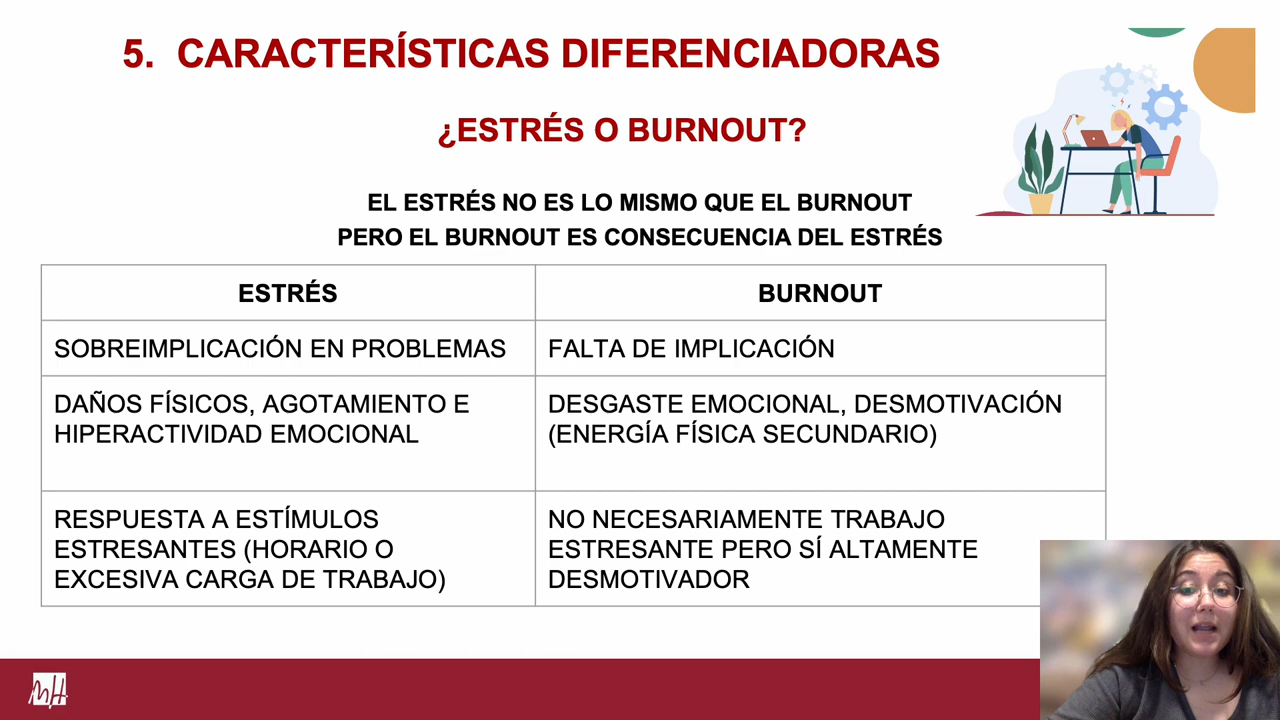 5. CARACTERÍSTICAS DIFERENCIADORAS
¿ESTRÉS O BURNOUT?
EL ESTRÉS NO ES LO MISMO QUE EL BURNOUT
PERO EL BURNOUT ES CONSECUENCIA DEL ESTRÉS
ESTRÉS
BURNOUT
SOBREIMPLICACIÓN EN PROBLEMAS
FALTA DE IMPLICACIÓN
DAÑOS FÍSICOS, AGOTAMIENTO E
HIPERACTIVIDAD EMOCIONAL
DESGASTE EMOCIONAL, DESMOTIVACIÓN
(ENERGÍA FÍSICA SECUNDARIO)
RESPUESTA A ESTÍMULOS
ESTRESANTES (HORARIO O
EXCESIVA CARGA DE TRABAJO)
NO NECESARIAMENTE TRABAJO
ESTRESANTE PERO SÍ ALTAMENTE
DESMOTIVADOR
MH